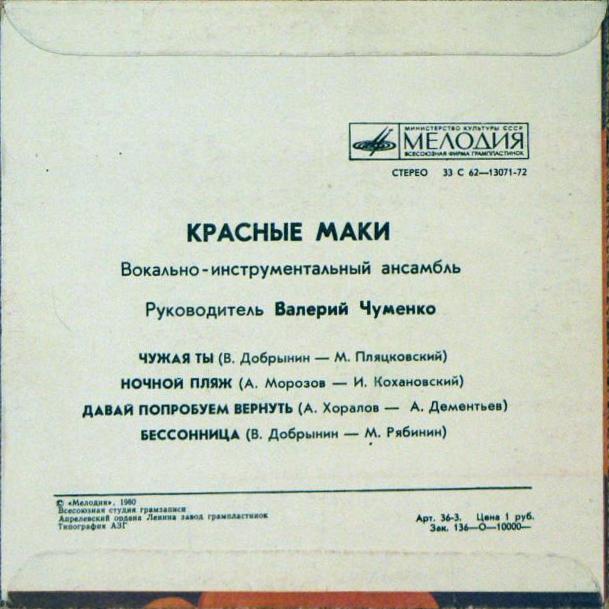 МИНИСТЕРСТВО КУЛЬТУРЫ СССР
МЕЛОДИЯ
ВСЕСОЮЗНАЯ ФИРМА ГРАМПЛАСТИНОК
СТЕРЕО 33 С 62—13071-72
КРАСНЫЕ МАКИ
Вокально-инструментальный ансамбль
Руководитель Валерий Чуменко
ЧУЖАЯ ТЫ (В. Добрынин — М. Пляцковский)
НОЧНОЙ ПЛЯЖ (А. Морозов — И. Кохановский)
ДАВАЙ ПОПРОБУЕМ ВЕРНУТЬ (А. Хоралов — А. Дементьев)
БЕССОННИЦА (В. Добрынин — М. Рябинин)
© «Мелодия», 1980
Всесоюзная студия грамзаписи
Апрелевский ордена Ленина завод грампластинок
Типография АЗГ
Арт. 36-3. Цена 1 руб.
Зак. 136—О—10000—